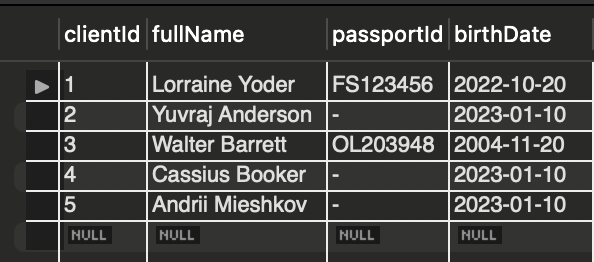 clientId fullName passportId birthDate
1 Lorraine Yoder FS123456 2022-10-20
2 Yuvraj Anderson - 2023-01-10
3 Walter Barrett OL203948 2004-11-20
4 Cassius Booker - 2023-01-10
5 Andrii Mieshkov - 2023-01-10
NULL NULL NULL NULL